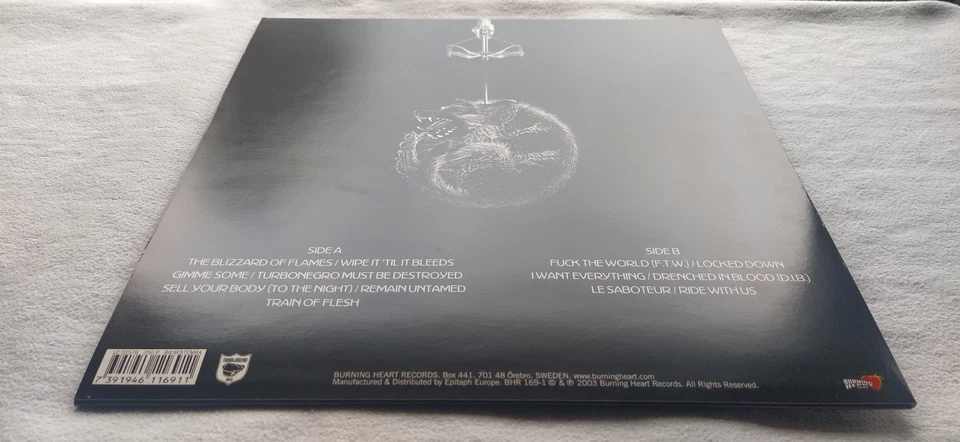 SIDE A
THE BLIZZARD OF FLAMES / WIPE IT 'TIL IT BLEEDS
GIMME SOME / TURBONEGRO MUST BE DESTROYED
SELL YOUR BODY (TO THE NIGHT) / REMAIN UNTAMED
TRAIN OF FLESH
SIDE B
FUCK THE WORLD (F.T.W.) / LOCKED DOWN
I WANT EVERYTHING / DRENCHED IN BLOOD (D.I.B.)
LE SABOTEUR / RIDE WITH US
7 391946 116911
BURNING HEART RECORDS. Box 441, 701 48 Örebro, SWEDEN. www.burningheart.com
Manufactured & Distributed by Epitaph Europe. BHR 169-1 © & ℗ 2003 Burning Heart Records. All Rights Reserved.
BURNING
HEART